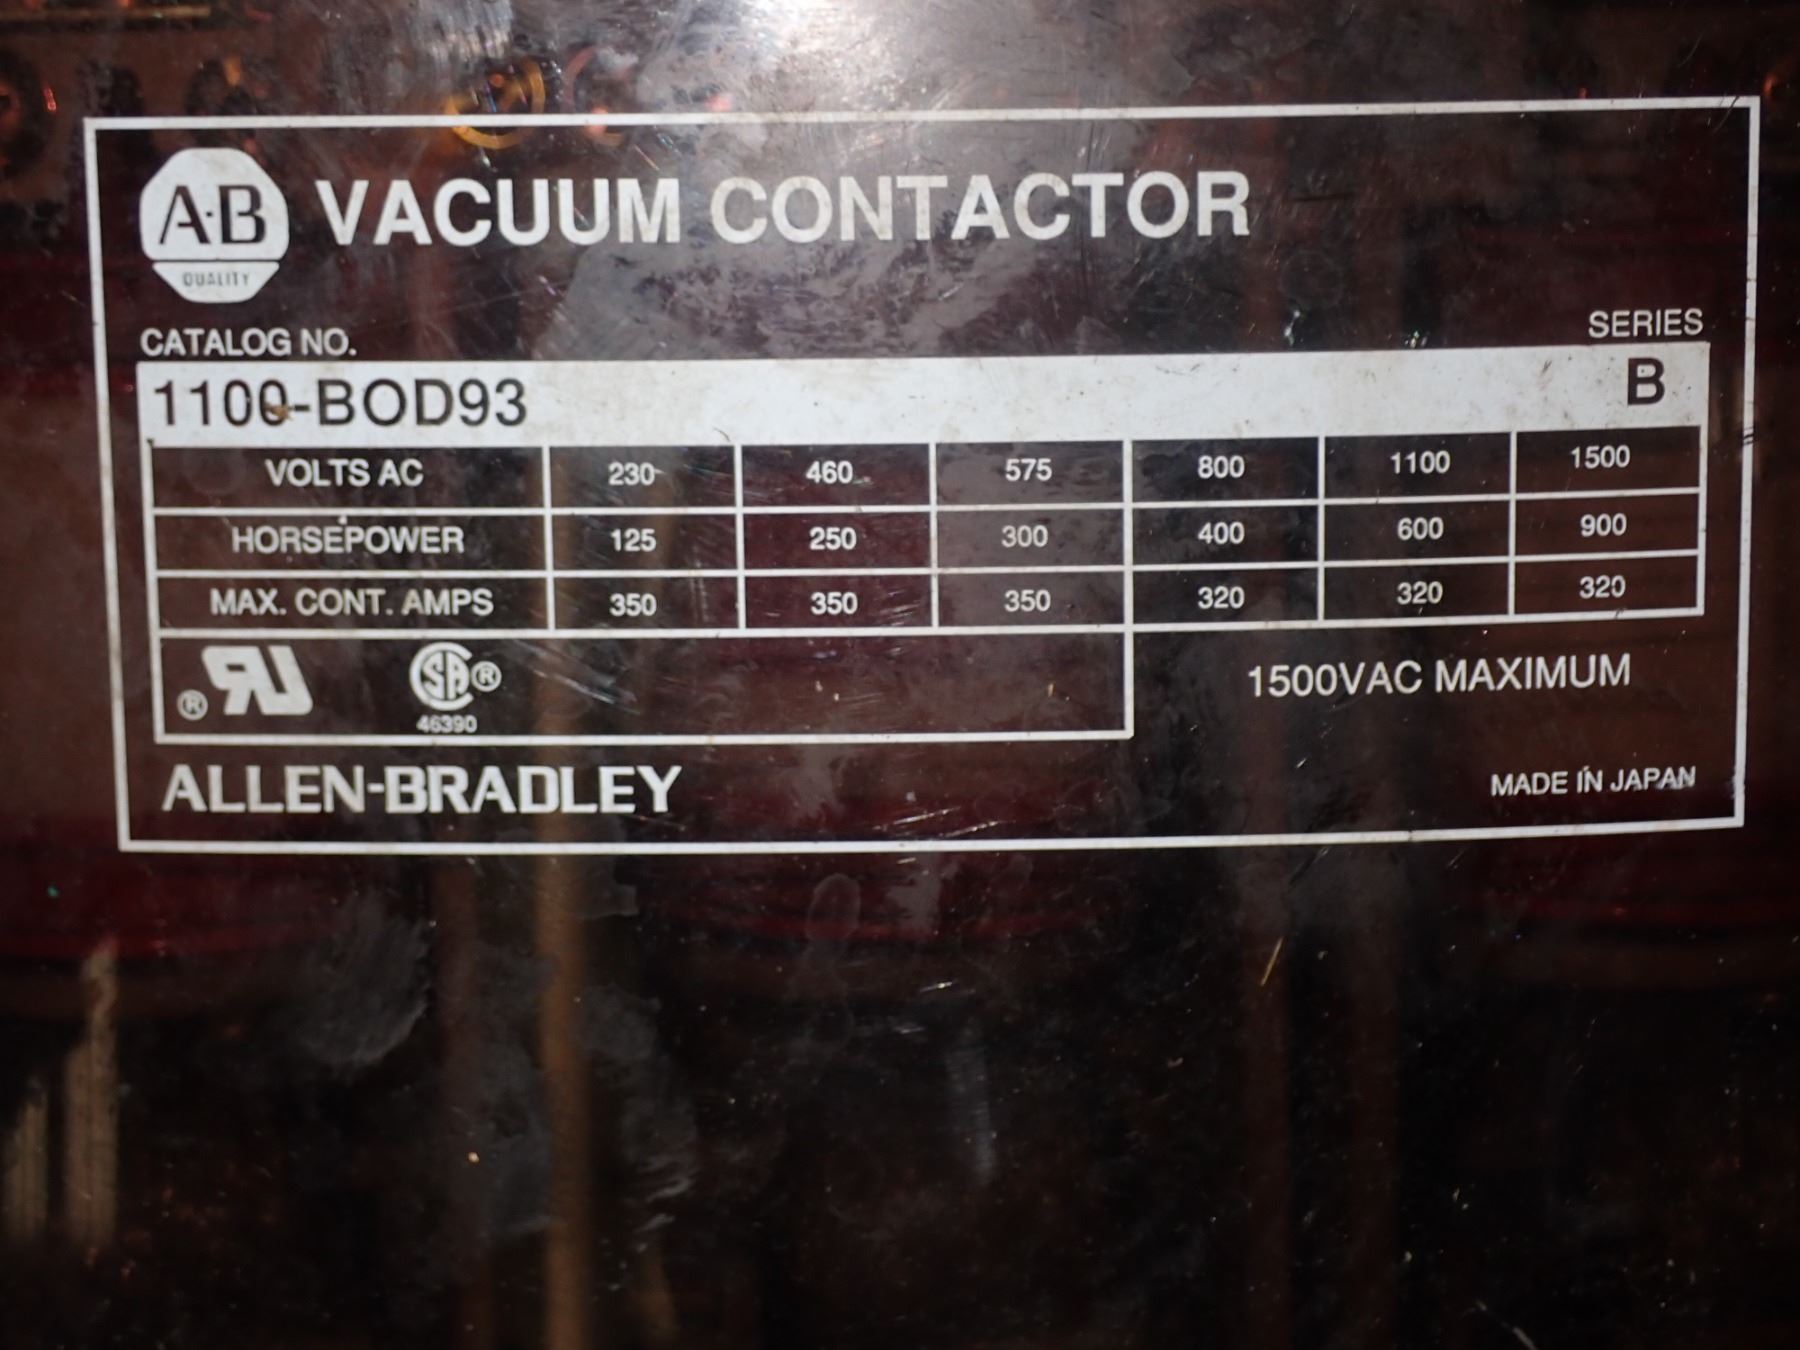 A-B
QUALITY
VACUUM CONTACTOR
CATALOG NO.
SERIES
1100-BOD93 B
VOLTS AC 230 460 575 800 1100 1500
HORSEPOWER 125 250 300 400 600 900
MAX. CONT. AMPS 350 350 350 320 320 320
® RU SA ®
46390
1500VAC MAXIMUM
ALLEN-BRADLEY
MADE IN JAPAN